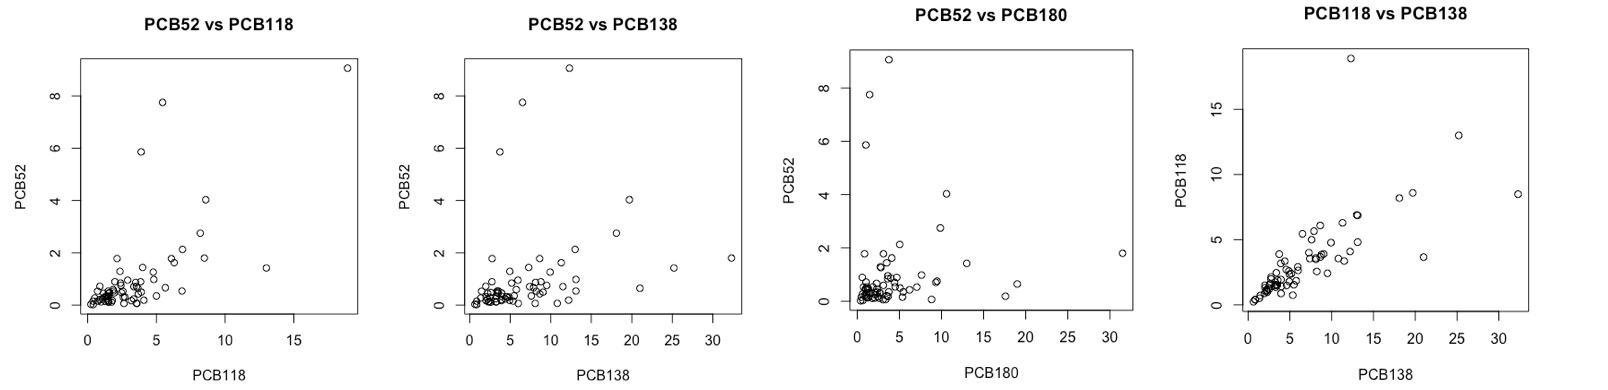 PCB52 vs PCB118
PCB52
0 2 4 6 8
0 5 10 15
PCB118
PCB52 vs PCB138
PCB52
0 2 4 6 8
0 5 10 15 20 25 30
PCB138
PCB52 vs PCB180
PCB52
0 2 4 6 8
0 5 10 15 20 25 30
PCB180
PCB118 vs PCB138
PCB118
0 5 10 15
0 5 10 15 20 25 30
PCB138